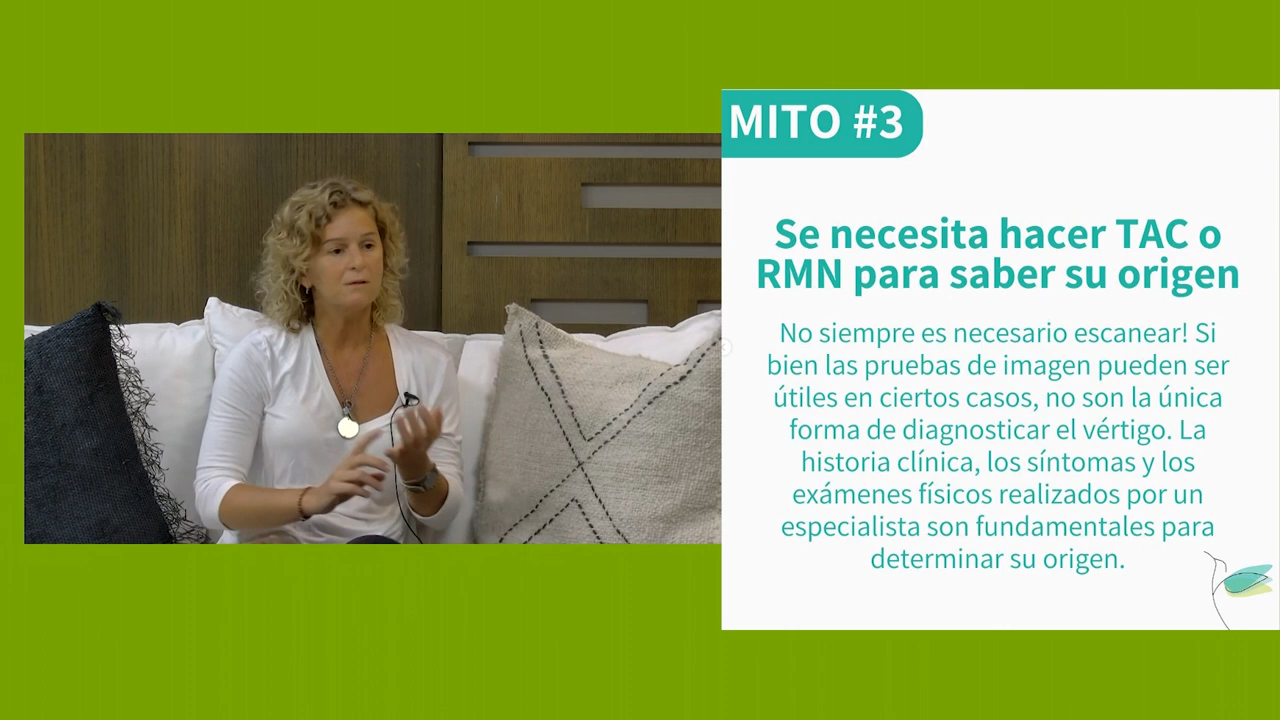 MITO #3
Se necesita hacer TAC o
RMN para saber su origen
No siempre es necesario escanear! Si
bien las pruebas de imagen pueden ser
útiles en ciertos casos, no son la única
forma de diagnosticar el vértigo. La
historia clínica, los síntomas y los
exámenes físicos realizados por un
especialista son fundamentales para
determinar su origen.